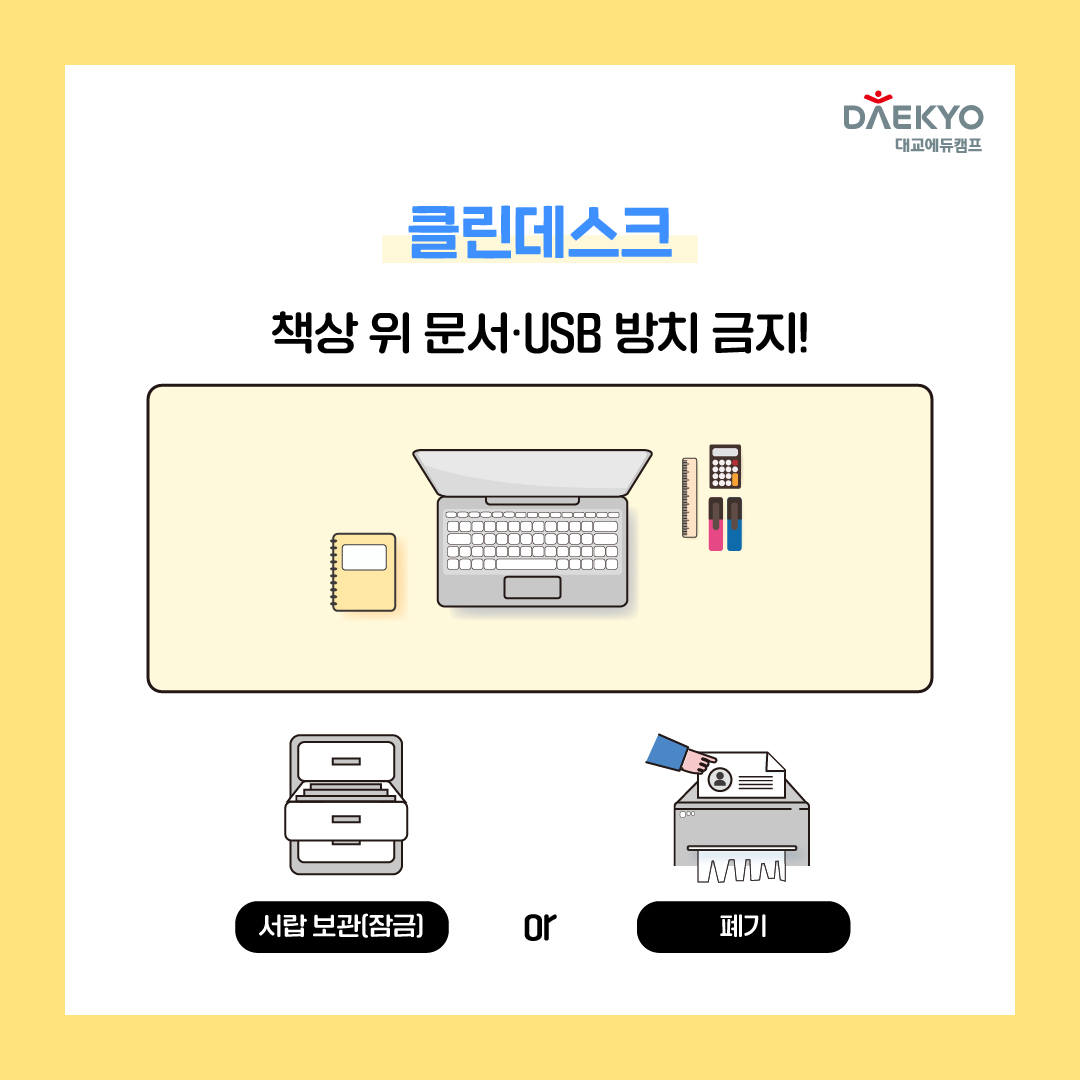 DAEKYO
대교에듀캠프
클린데스크
책상 위 문서·USB 방치 금지!
서랍 보관(잠금)
or
폐기